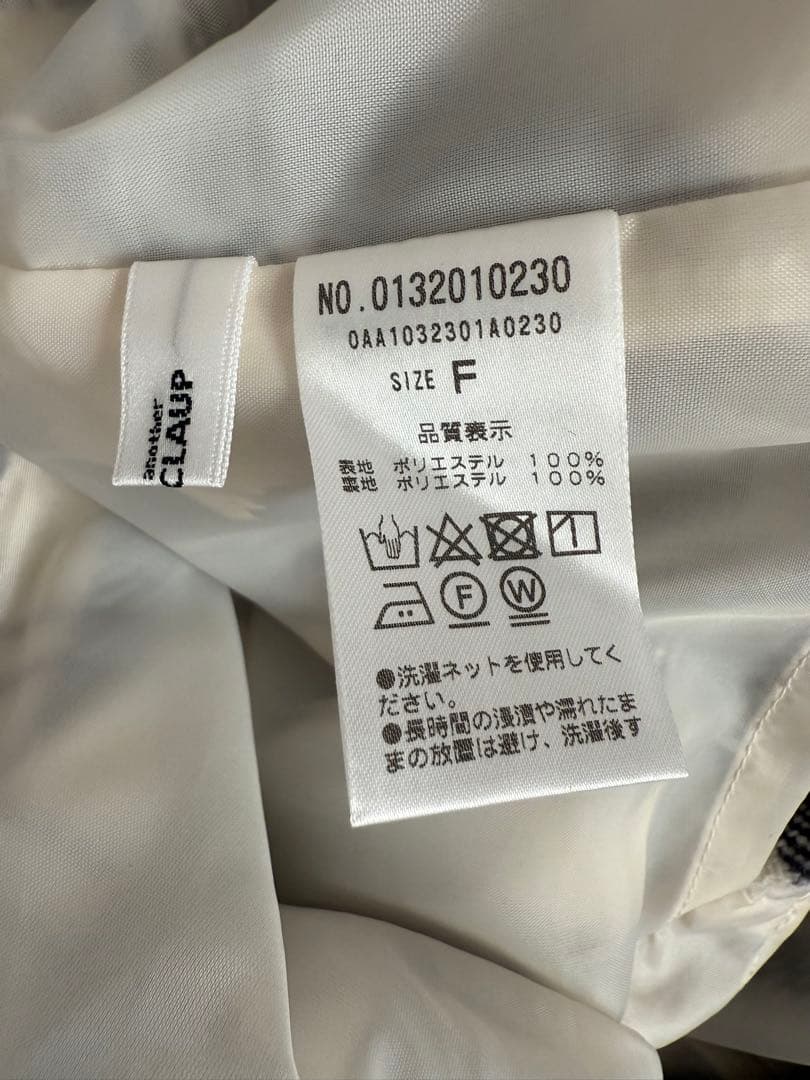 another
CLAUP
NO.0132010230
0AA1032301A0230
SIZE F
品質表示
表地 ポリエステル 100%
裏地 ポリエステル 100%
F W
●洗濯ネットを使用してく
ださい。
●長時間の浸漬や濡れたま
まの放置は避け、洗濯後す